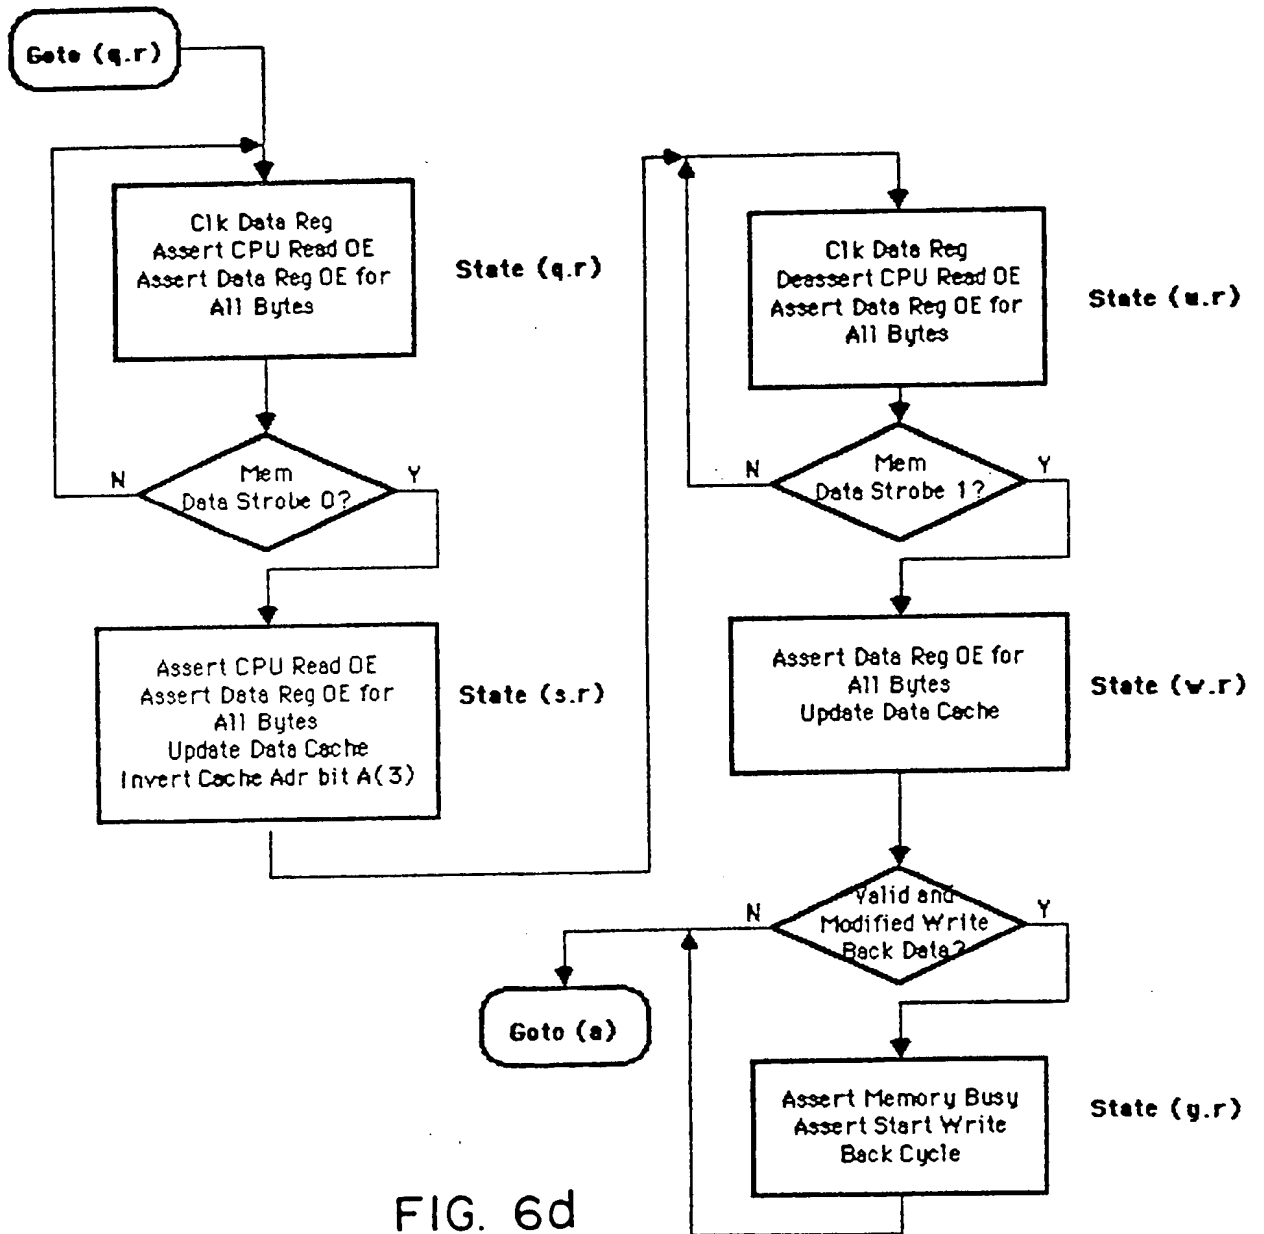 Goto (q.r)
Clk Data Reg
Assert CPU Read OE
Assert Data Reg OE for
All Bytes
State (q.r)
N
Mem
Data Strobe 0?
Y
Assert CPU Read OE
Assert Data Reg OE for
All Bytes
Update Data Cache
Invert Cache Adr bit A(3)
State (s.r)
Clk Data Reg
Deassert CPU Read OE
Assert Data Reg OE for
All Bytes
State (u.r)
N
Mem
Data Strobe 1?
Y
Assert Data Reg OE for
All Bytes
Update Data Cache
State (w.r)
N
Valid and
Modified Write
Back Data?
Y
Goto (a)
Assert Memory Busy
Assert Start Write
Back Cycle
State (y.r)
FIG. 6d